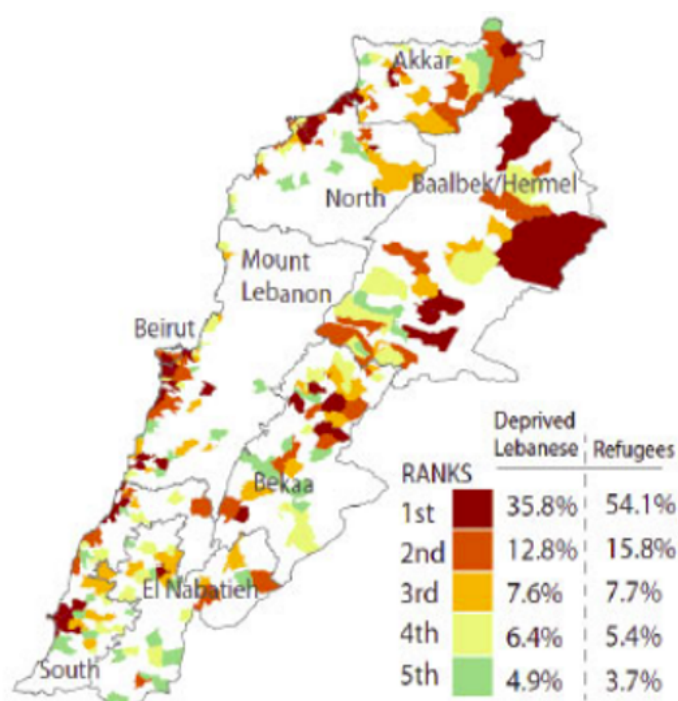 Akkar
North
Baalbek/Hermel
Mount
Lebanon
Beirut
Bekaa
El Nabatieh
South
Deprived
Lebanese Refugees
RANKS
1st 35.8% 54.1%
2nd 12.8% 15.8%
3rd 7.6% 7.7%
4th 6.4% 5.4%
5th 4.9% 3.7%